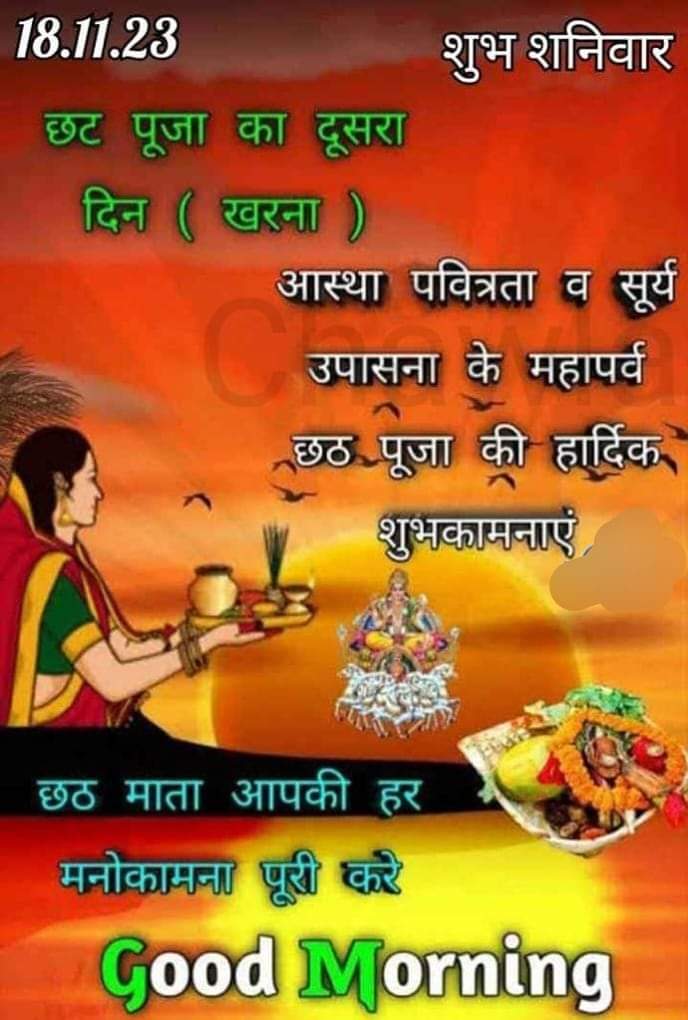 18.11.23
शुभ शनिवार
छट पूजा का दूसरा
दिन ( खरना )
आस्था पवित्रता व सूर्य
उपासना के महापर्व
छठ पूजा की हार्दिक
शुभकामनाएं
छठ माता आपकी हर
मनोकामना पूरी करे
Good Morning
Chawla